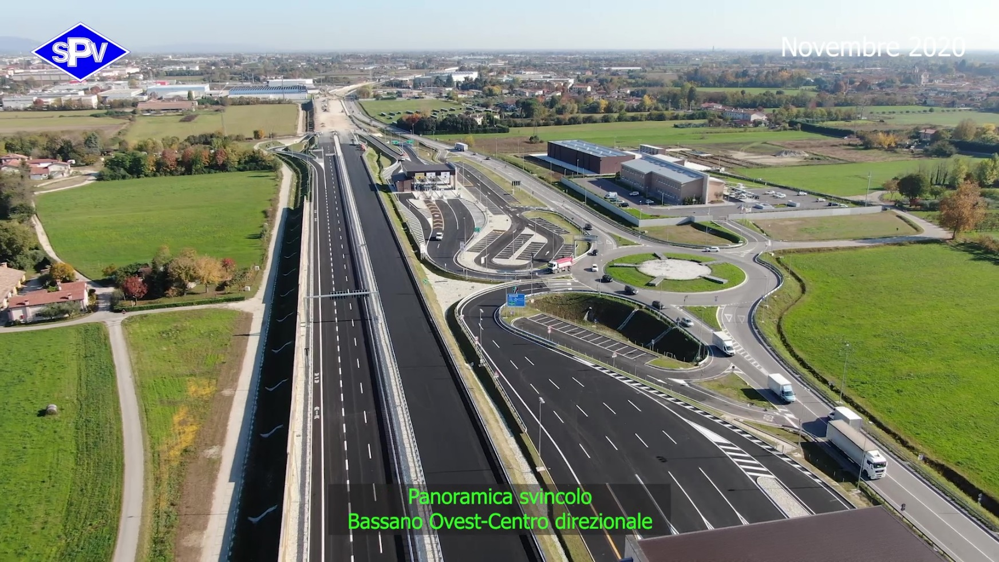 SPV
Novembre 2020
Panoramica svincolo
Bassano Ovest-Centro direzionale